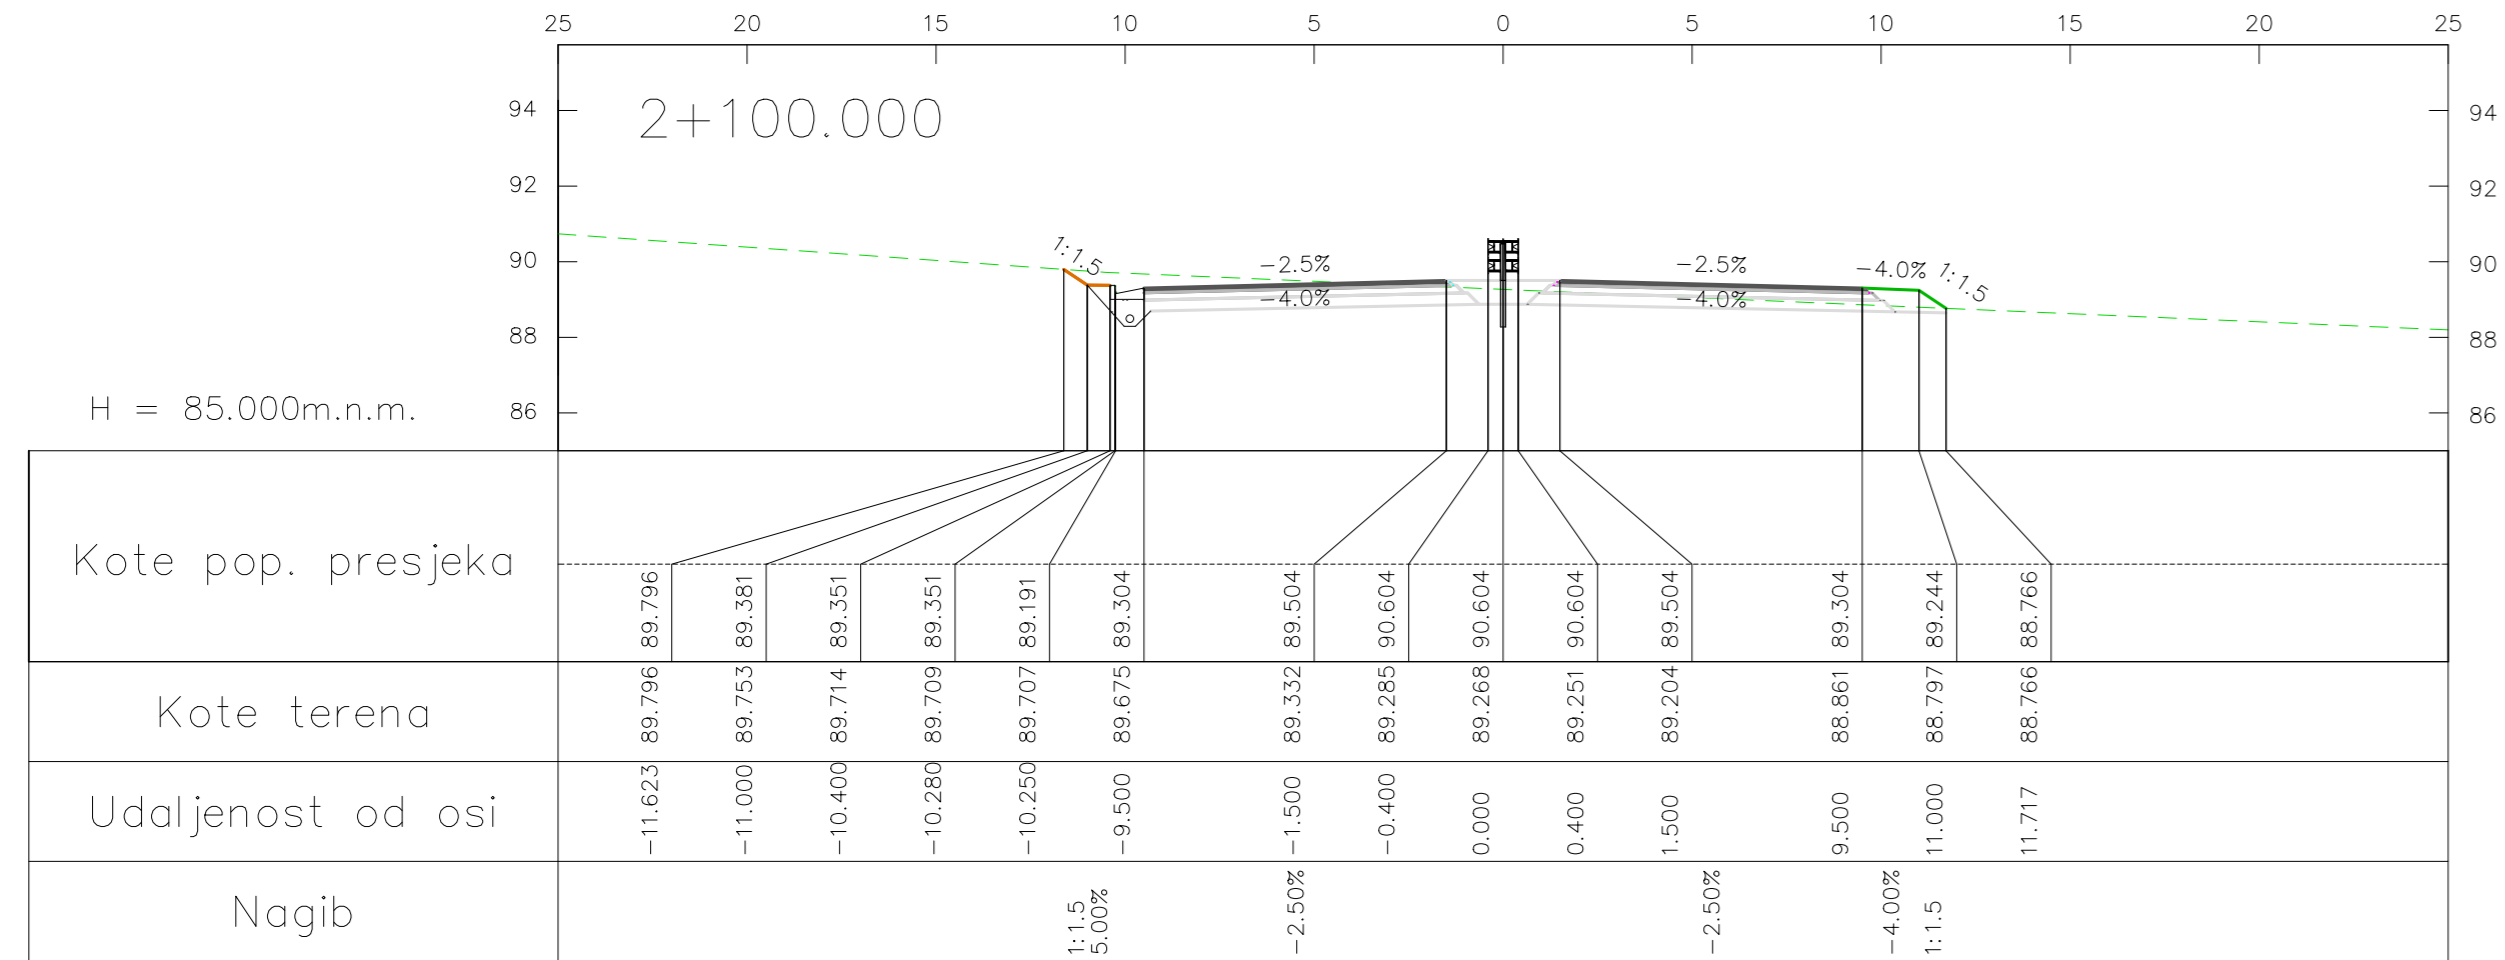 25 20 15 10 5 0 5 10 15 20 25
94 2+100.000 94
92 92
1:1.5 -2.5% -2.5% -4.0% 1:1.5
90 90
-4.0% -4.0%
88 88
H = 85.000m.n.m. 86 86
Kote pop. presjeka 89.796 89.381 89.351 89.351 89.191 89.304 89.504 90.604 90.604 90.604 89.504 89.304 89.244 88.766
Kote terena 89.796 89.753 89.714 89.709 89.707 89.675 89.332 89.285 89.268 89.251 89.204 88.861 88.797 88.766
Udaljenost od osi -11.623 -11.000 -10.400 -10.280 -10.250 -9.500 -1.500 -0.400 0.000 0.400 1.500 9.500 11.000 11.717
Nagib 1:1.5 5.00% -2.50% -2.50% -4.00% 1:1.5